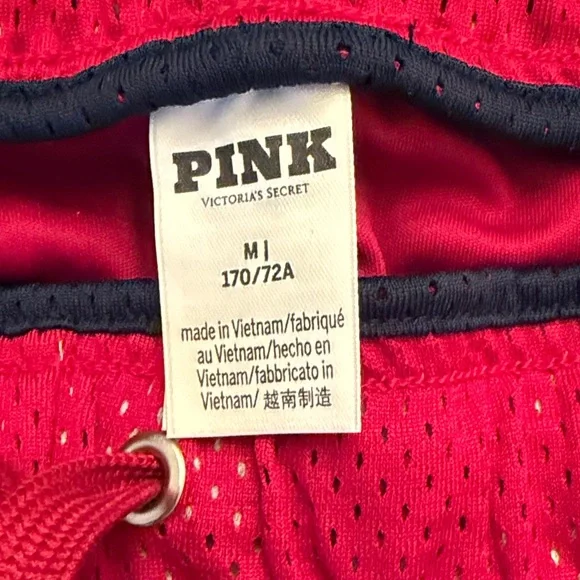 PINK
VICTORIA'S SECRET
M |
170/72A
made in Vietnam/fabriqué
au Vietnam/hecho en
Vietnam/fabbricato in
Vietnam/ 越南制造